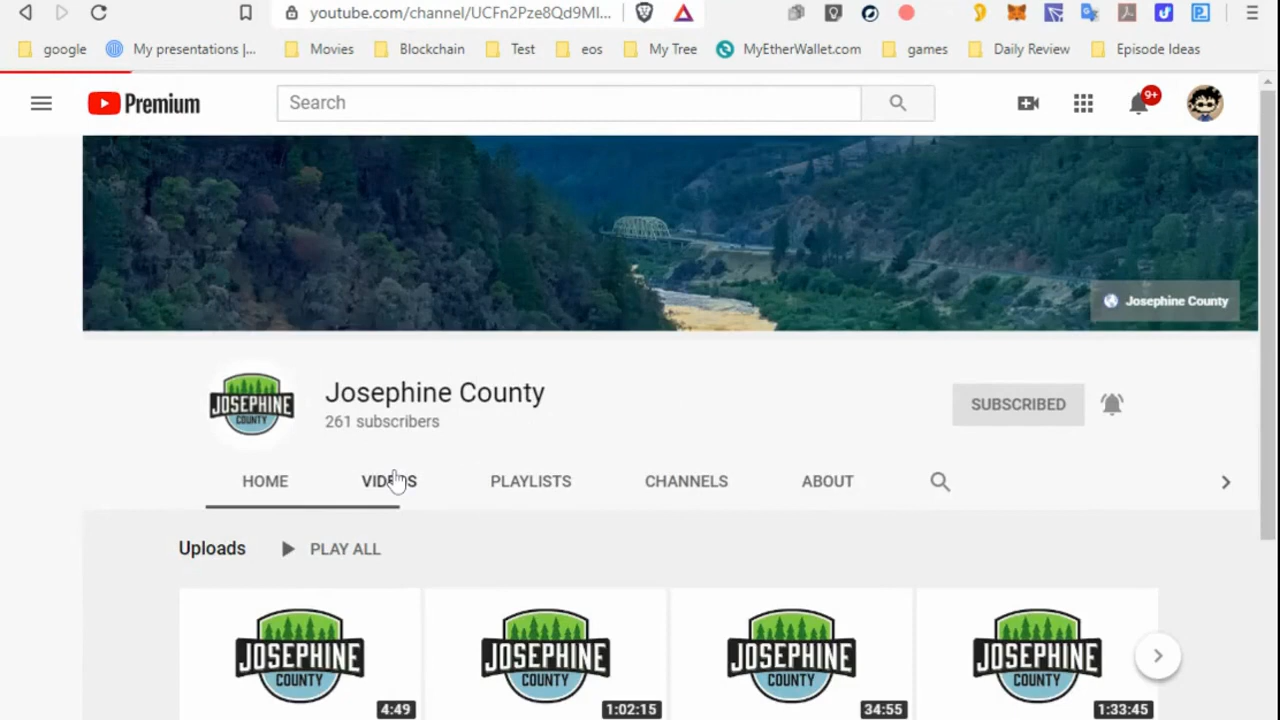 youtube.com/channel/UCFn2Pze8Qd9Ml...
google My presentations |... Movies Blockchain Test eos My Tree MyEtherWallet.com games Daily Review Episode Ideas
Premium Search 9+
Josephine County
JOSEPHINE COUNTY
Josephine County
261 subscribers
SUBSCRIBED
HOME VIDEOS PLAYLISTS CHANNELS ABOUT
Uploads PLAY ALL
JOSEPHINE JOSEPHINE JOSEPHINE JOSEPHINE
COUNTY COUNTY COUNTY COUNTY
4:49 1:02:15 34:55 1:33:45